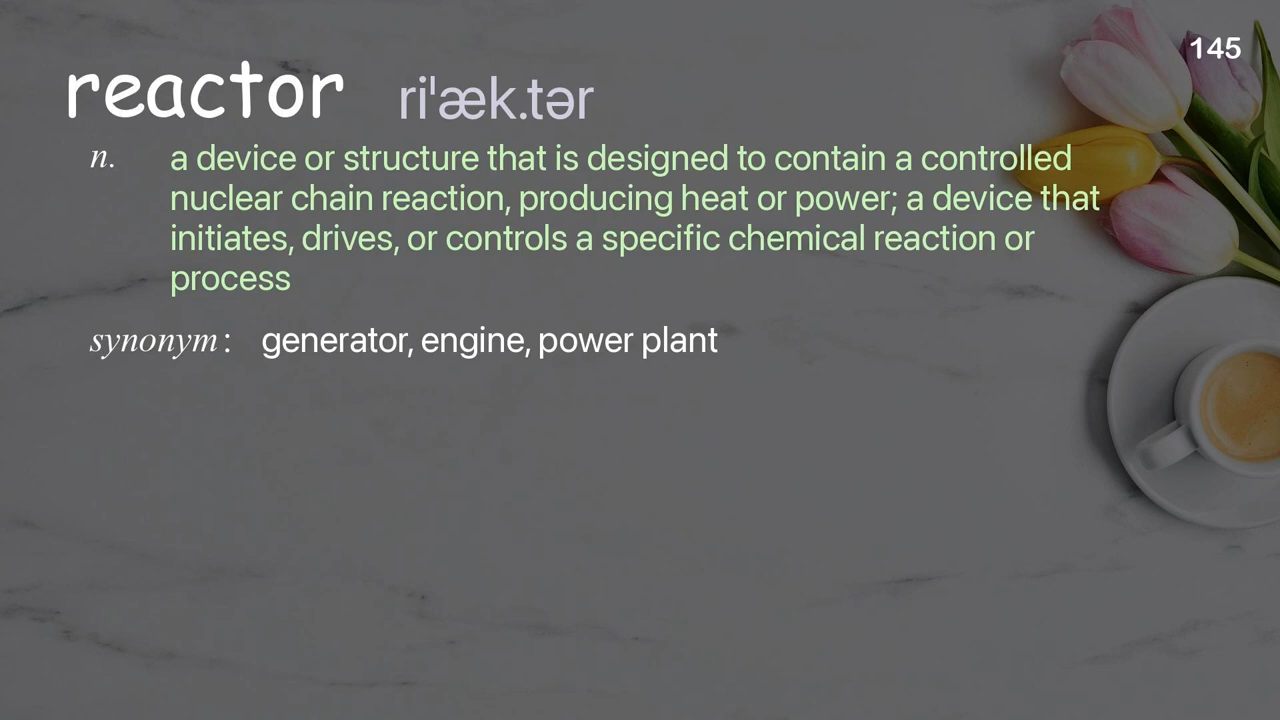 145
reactor ri'æk.tər
n. a device or structure that is designed to contain a controlled
nuclear chain reaction, producing heat or power; a device that
initiates, drives, or controls a specific chemical reaction or
process
synonym: generator, engine, power plant